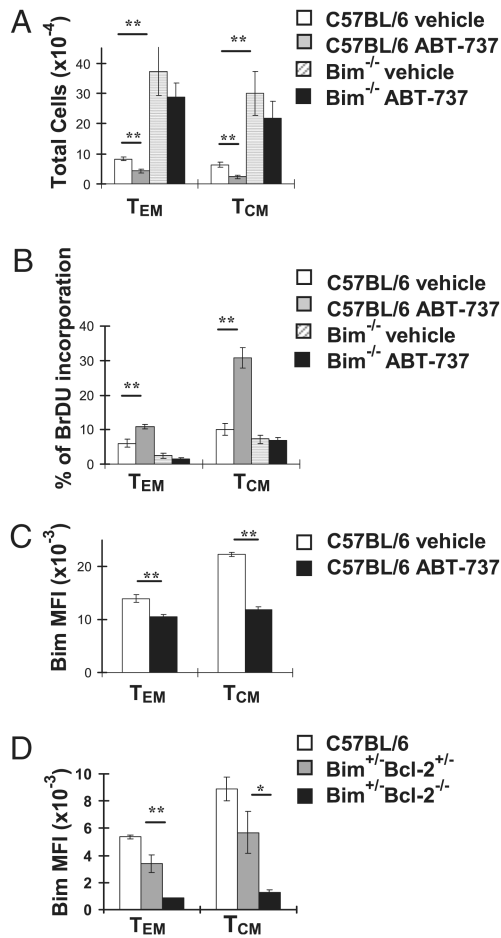 A
C57BL/6 vehicle
C57BL/6 ABT-737
Bim-/- vehicle
Bim-/- ABT-737
Total Cells (x10-4)
40
30
20
10
0
**
**
**
**
TEM
TCM
B
C57BL/6 vehicle
C57BL/6 ABT-737
Bim-/- vehicle
Bim-/- ABT-737
% of BrDU incorporation
40
30
20
10
0
**
**
TEM
TCM
C
C57BL/6 vehicle
C57BL/6 ABT-737
Bim MFI (x10-3)
20
10
0
**
**
TEM
TCM
D
C57BL/6
Bim+/-Bcl-2+/-
Bim+/-Bcl-2-/-
Bim MFI (x10-3)
10
8
6
4
2
0
**
*
TEM
TCM